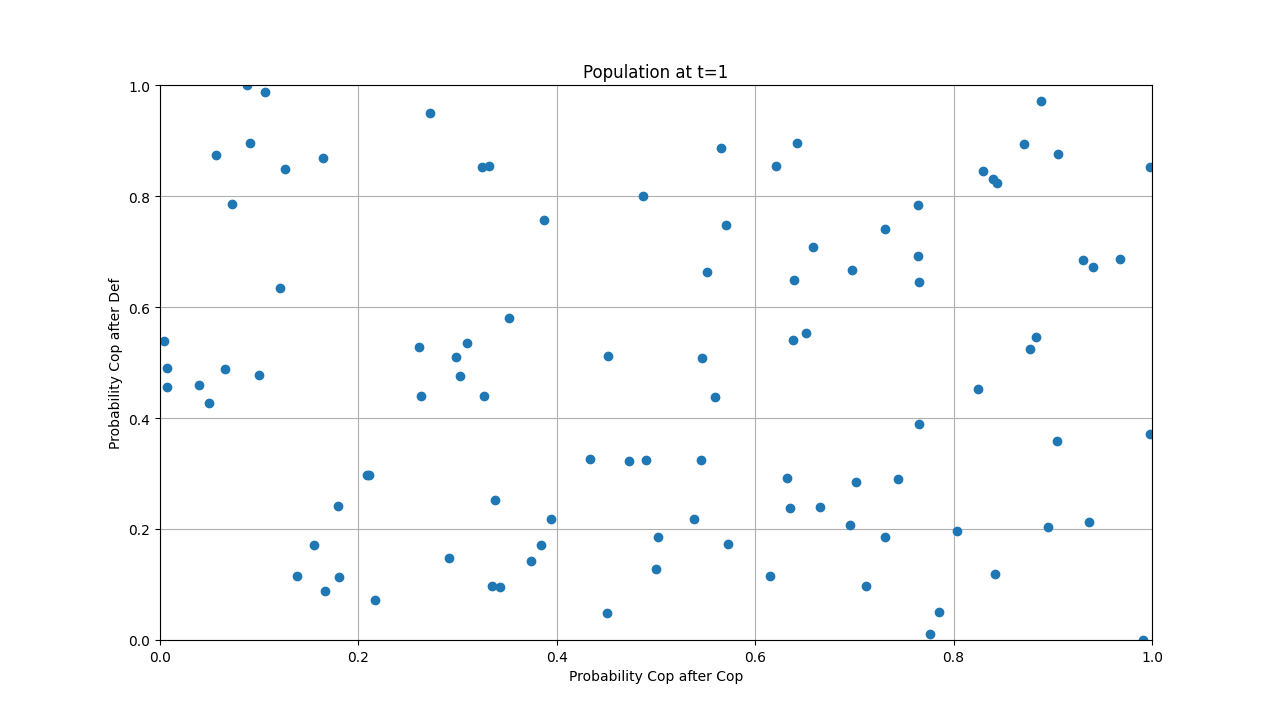 Population at t=1
1.0
0.8
0.6
0.4
0.2
0.0
Probability Cop after Def
0.0 0.2 0.4 0.6 0.8 1.0
Probability Cop after Cop